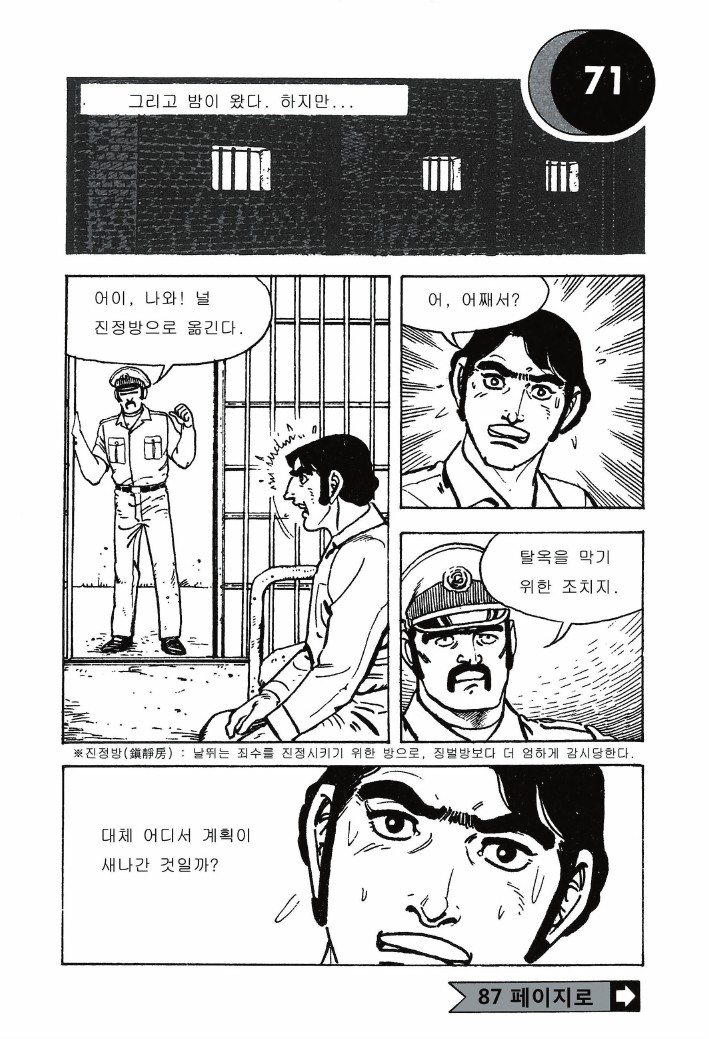 71
그리고 밤이 왔다. 하지만...
어이, 나와! 널
진정방으로 옮긴다.
어, 어째서?
탈옥을 막기
위한 조치지.
※진정방(鎭靜房) : 날뛰는 죄수를 진정시키기 위한 방으로, 징벌방보다 더 엄하게 감시당한다.
대체 어디서 계획이
새나간 것일까?
87 페이지로